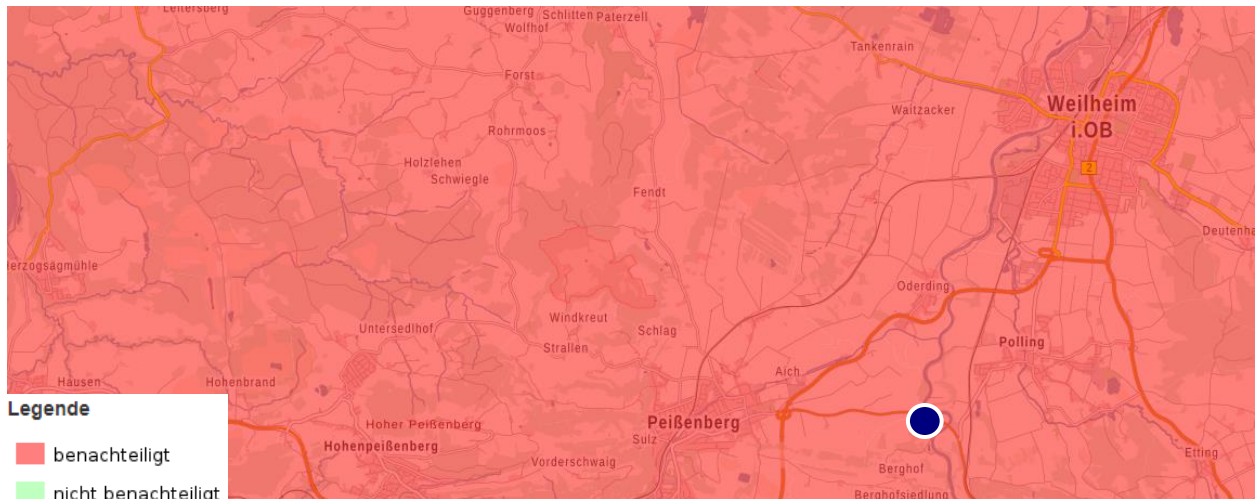 Leitersberg
Guggenberg
Schlitten
Paterzell
Wolfhof
Tankenrain
Forst
Weilheim
i.OB
Waitzacker
Rohrmoos
Holzlehen
Schwiegle
2
Fendt
Deutenha
Herzogsägmühle
Oderding
Windkreut
Untersedlhof
Schlag
Strallen
Polling
Aich
Hausen
Hohenbrand
Legende
Hoher Peißenberg
Peißenberg
Sulz
Hohenpeißenberg
Vorderschwaig
benachteiligt
Etting
Berghof
nicht benachteiligt
Berghofsiedlung